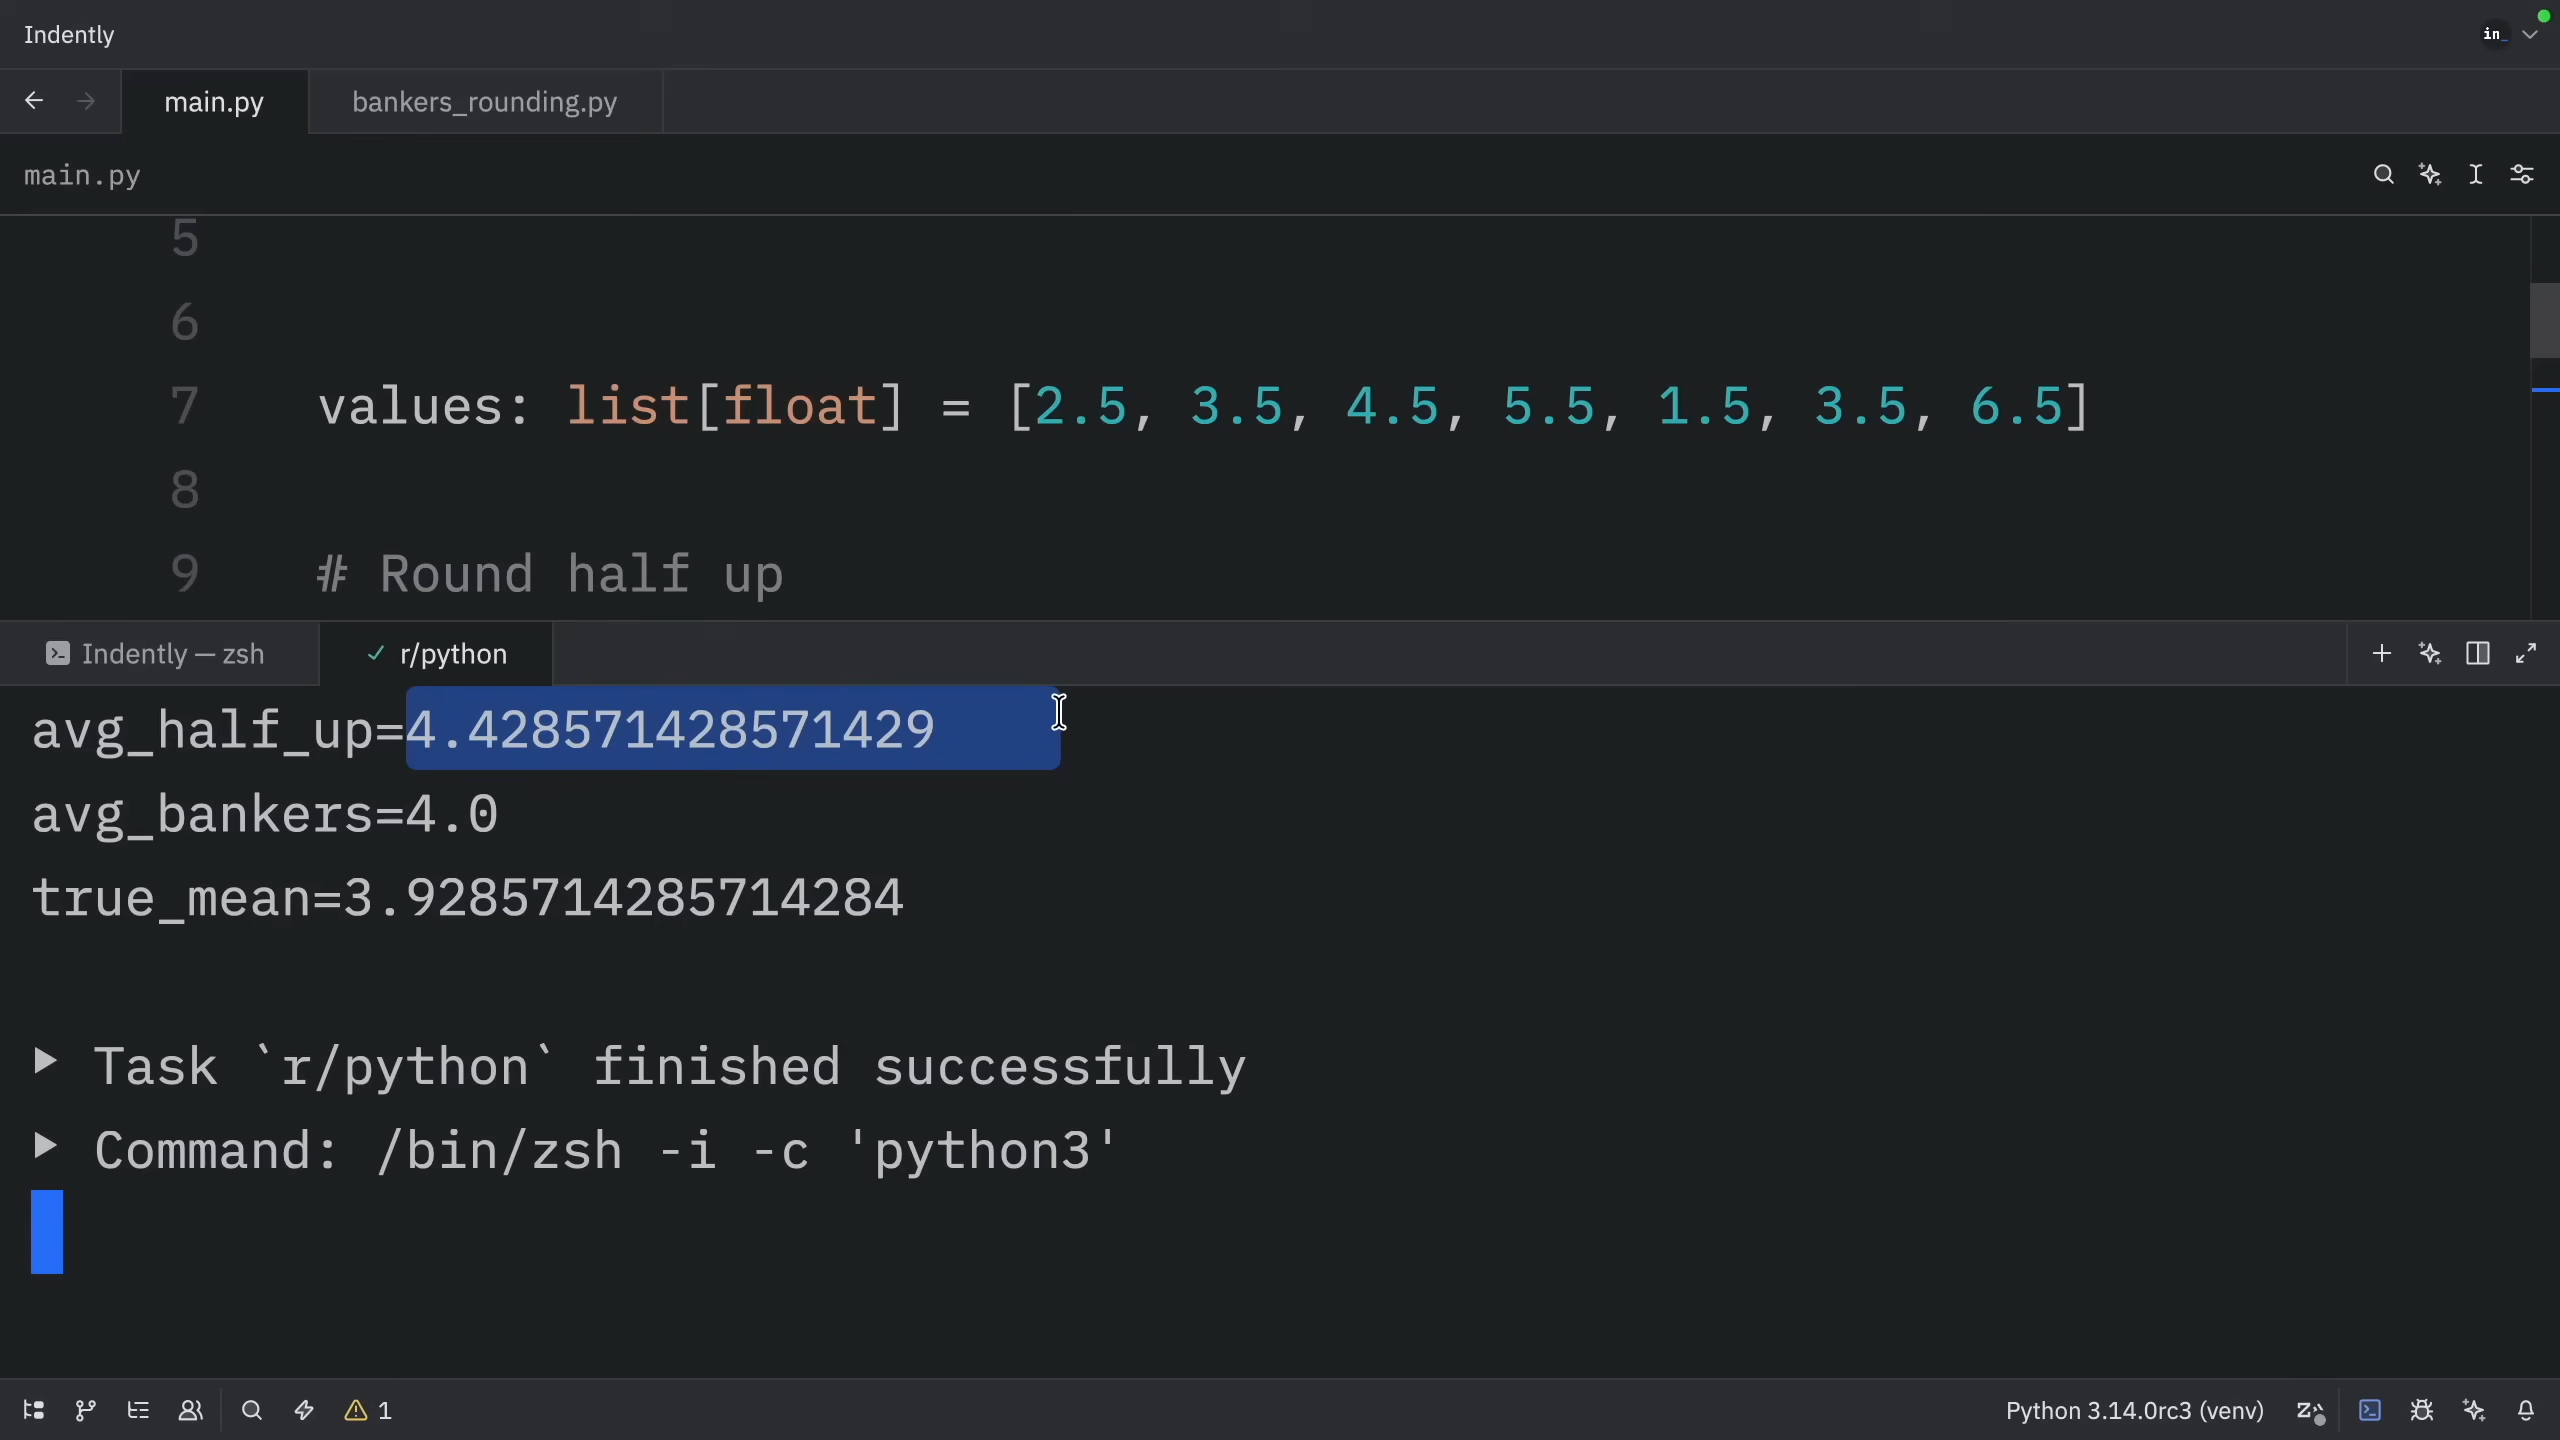 Indently
in_
main.py
bankers_rounding.py
main.py
5
6
7 values: list[float] = [2.5, 3.5, 4.5, 5.5, 1.5, 3.5, 6.5]
8
9 # Round half up
Indently — zsh
r/python
avg_half_up=4.428571428571429
avg_bankers=4.0
true_mean=3.9285714285714284
Task `r/python` finished successfully
Command: /bin/zsh -i -c 'python3'
1
Python 3.14.0rc3 (venv)